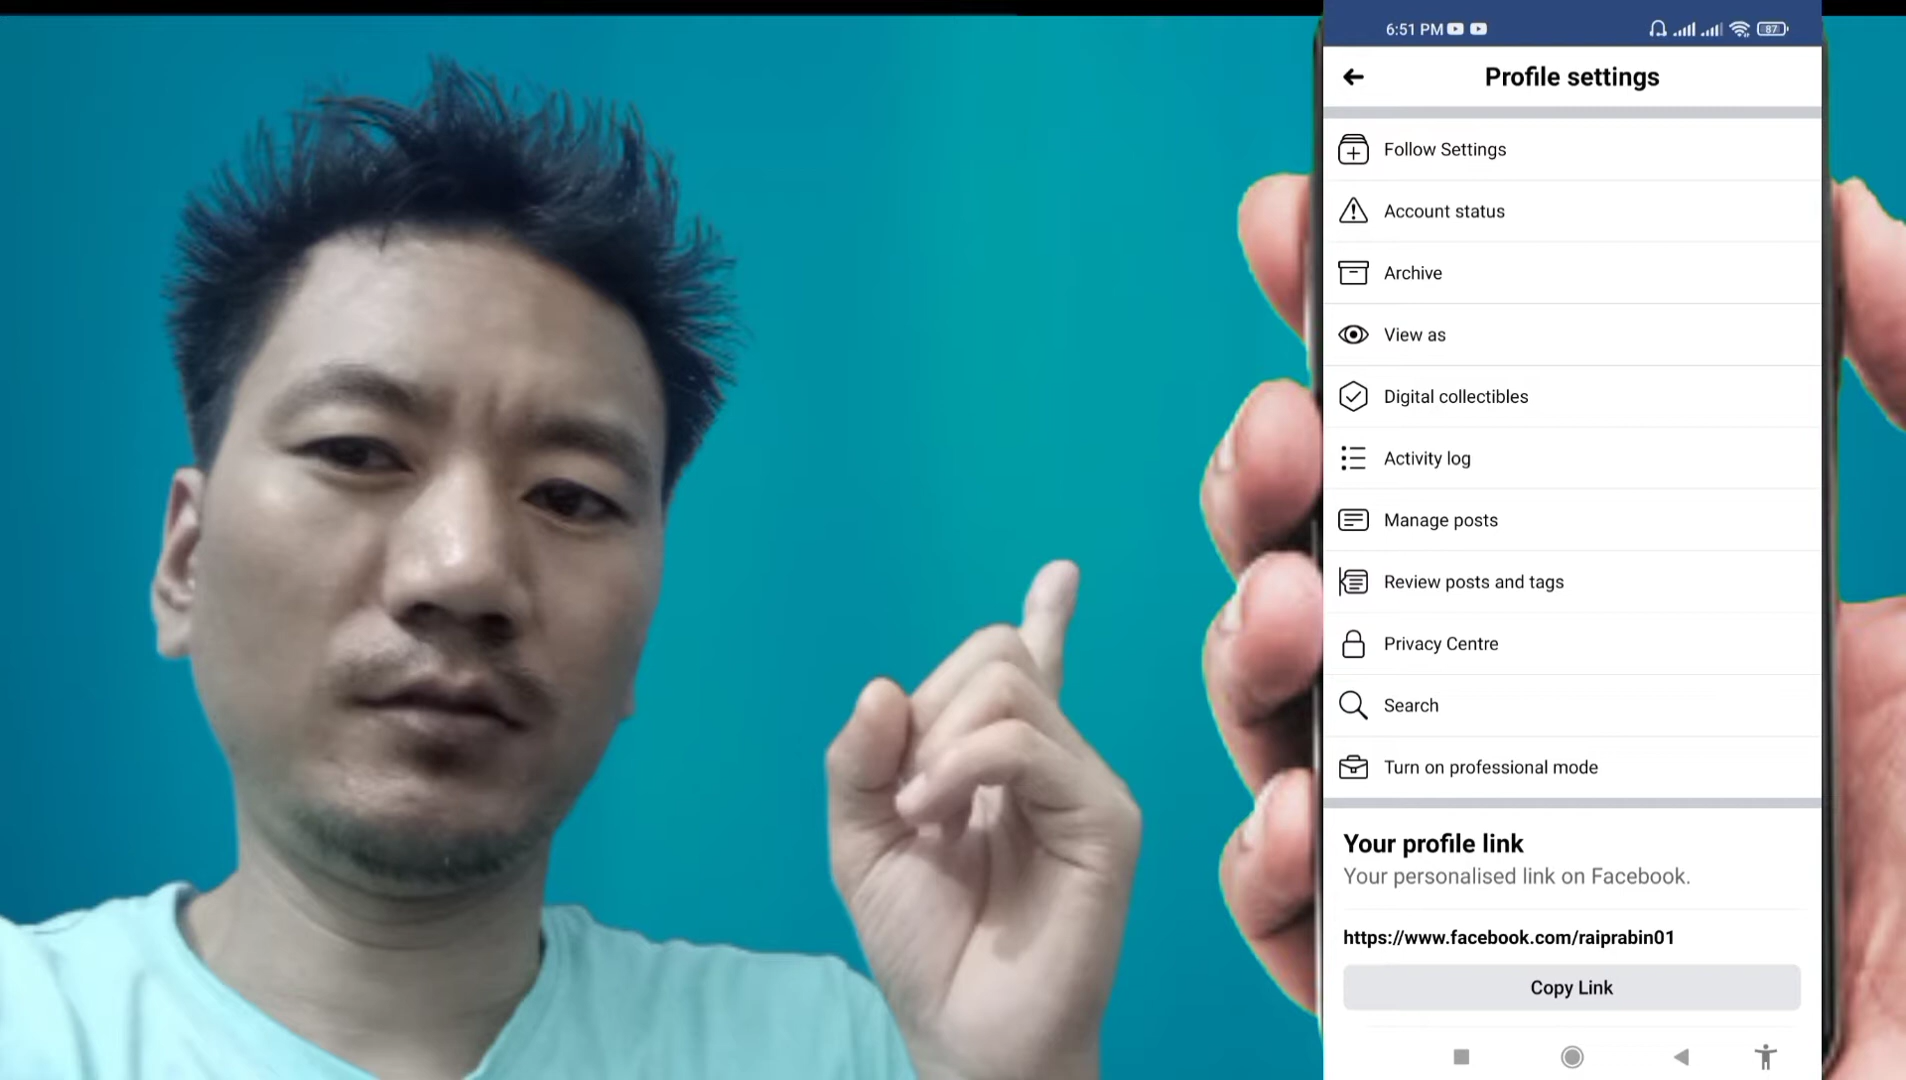 6:51 PM
87
Profile settings
Follow Settings
Account status
Archive
View as
Digital collectibles
Activity log
Manage posts
Review posts and tags
Privacy Centre
Search
Turn on professional mode
Your profile link
Your personalised link on Facebook.
https://www.facebook.com/raiprabin01
Copy Link